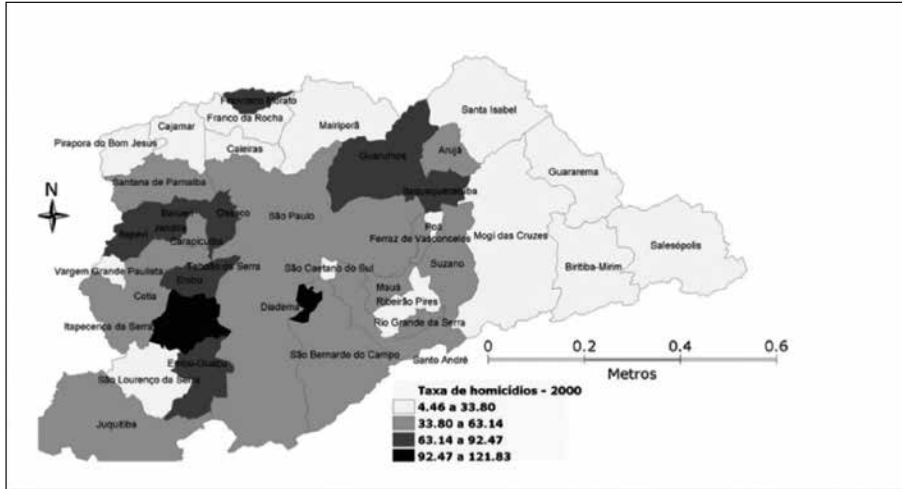 Francisco Morato
Santa Isabel
Franco da Rocha
Cajamar
Mairiporã
Pirapora do Bom Jesus
Caieiras
Arujá
Guarulhos
Guararema
Santana de Parnaíba
Itaquaquecetuba
N
Barueri
Osasco
São Paulo
Poá
Jandira
Itapevi
Carapicuíba
Ferraz de Vasconcelos
Mogi das Cruzes
Salesópolis
Vargem Grande Paulista
Taboão da Serra
São Caetano do Sul
Suzano
Biritiba-Mirim
Embu
Mauá
Cotia
Ribeirão Pires
Diadema
Itapecerica da Serra
Rio Grande da Serra
São Bernardo do Campo
Santo André
0 0.2 0.4 0.6
Embu-Guaçu
Metros
São Lourenço da Serra
Juquitiba
Taxa de homicídios - 2000
4.46 a 33.80
33.80 a 63.14
63.14 a 92.47
92.47 a 121.83